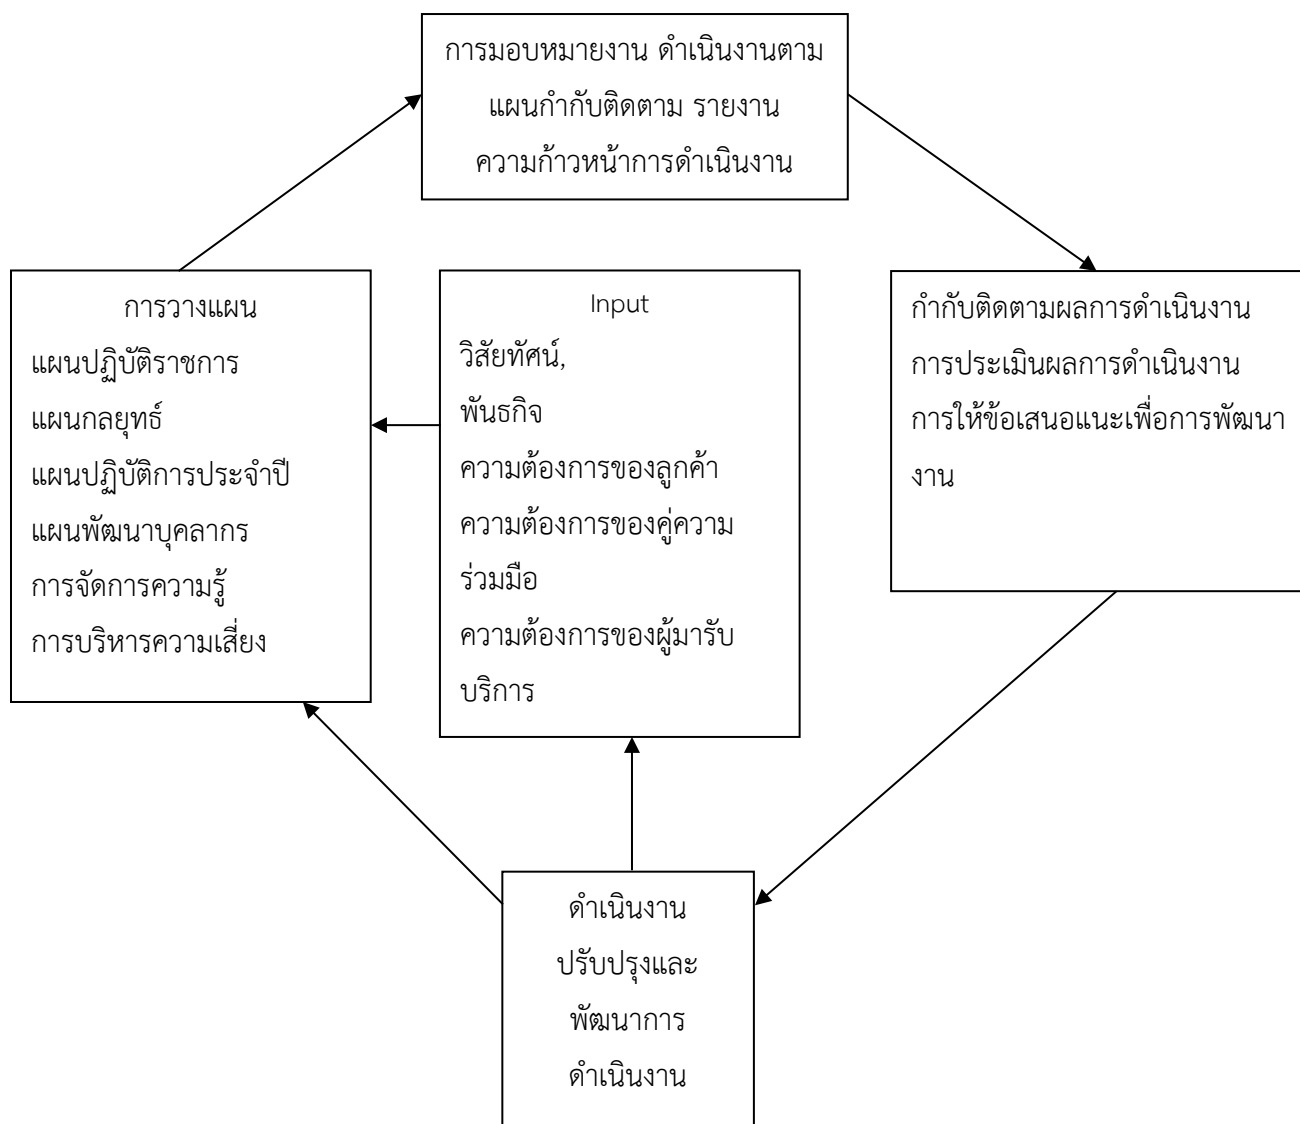 การมอบหมายงาน ดำเนินงานตาม
แผนกำกับติดตาม รายงาน
ความก้าวหน้าการดำเนินงาน
การวางแผน
แผนปฏิบัติราชการ
แผนกลยุทธ์
แผนปฏิบัติการประจำปี
แผนพัฒนาบุคลากร
การจัดการความรู้
การบริหารความเสี่ยง
Input
วิสัยทัศน์,
พันธกิจ
ความต้องการของลูกค้า
ความต้องการของคู่ความ
ร่วมมือ
ความต้องการของผู้มารับ
บริการ
กำกับติดตามผลการดำเนินงาน
การประเมินผลการดำเนินงาน
การให้ข้อเสนอแนะเพื่อการพัฒนา
งาน
ดำเนินงาน
ปรับปรุงและ
พัฒนาการ
ดำเนินงาน